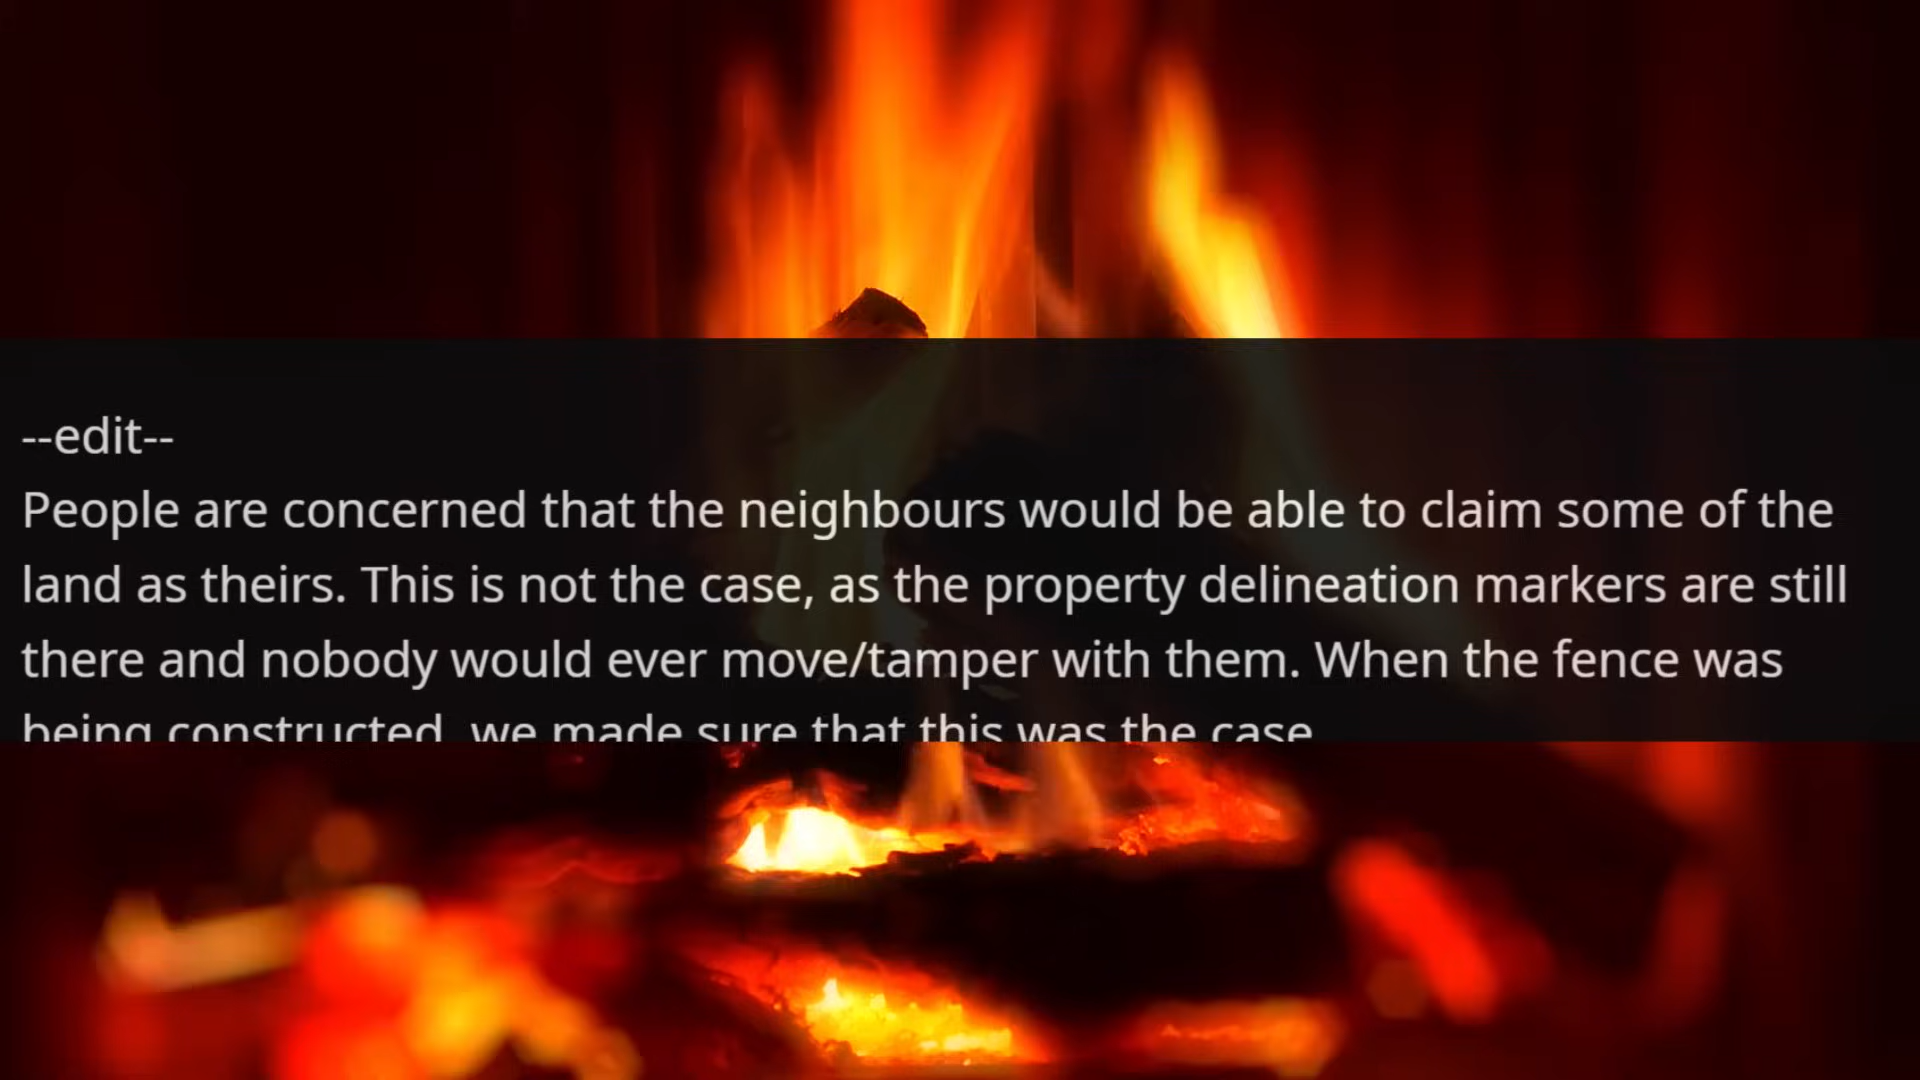 --edit--
People are concerned that the neighbours would be able to claim some of the
land as theirs. This is not the case, as the property delineation markers are still
there and nobody would ever move/tamper with them. When the fence was
being constructed, we made sure that this was the case